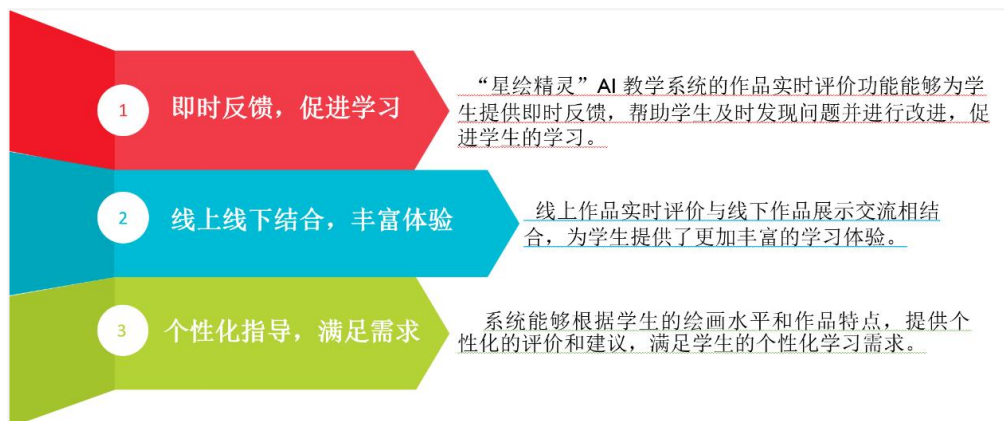 1
即时反馈，促进学习
“星绘精灵”AI 教学系统的作品实时评价功能能够为学
生提供即时反馈，帮助学生及时发现问题并进行改进，促
进学生的学习。
2
线上线下结合，丰富体验
线上作品实时评价与线下作品展示交流相结
合，为学生提供了更加丰富的学习体验。
3
个性化指导，满足需求
系统能够根据学生的绘画水平和作品特点，提供个
性化的评价和建议，满足学生的个性化学习需求。